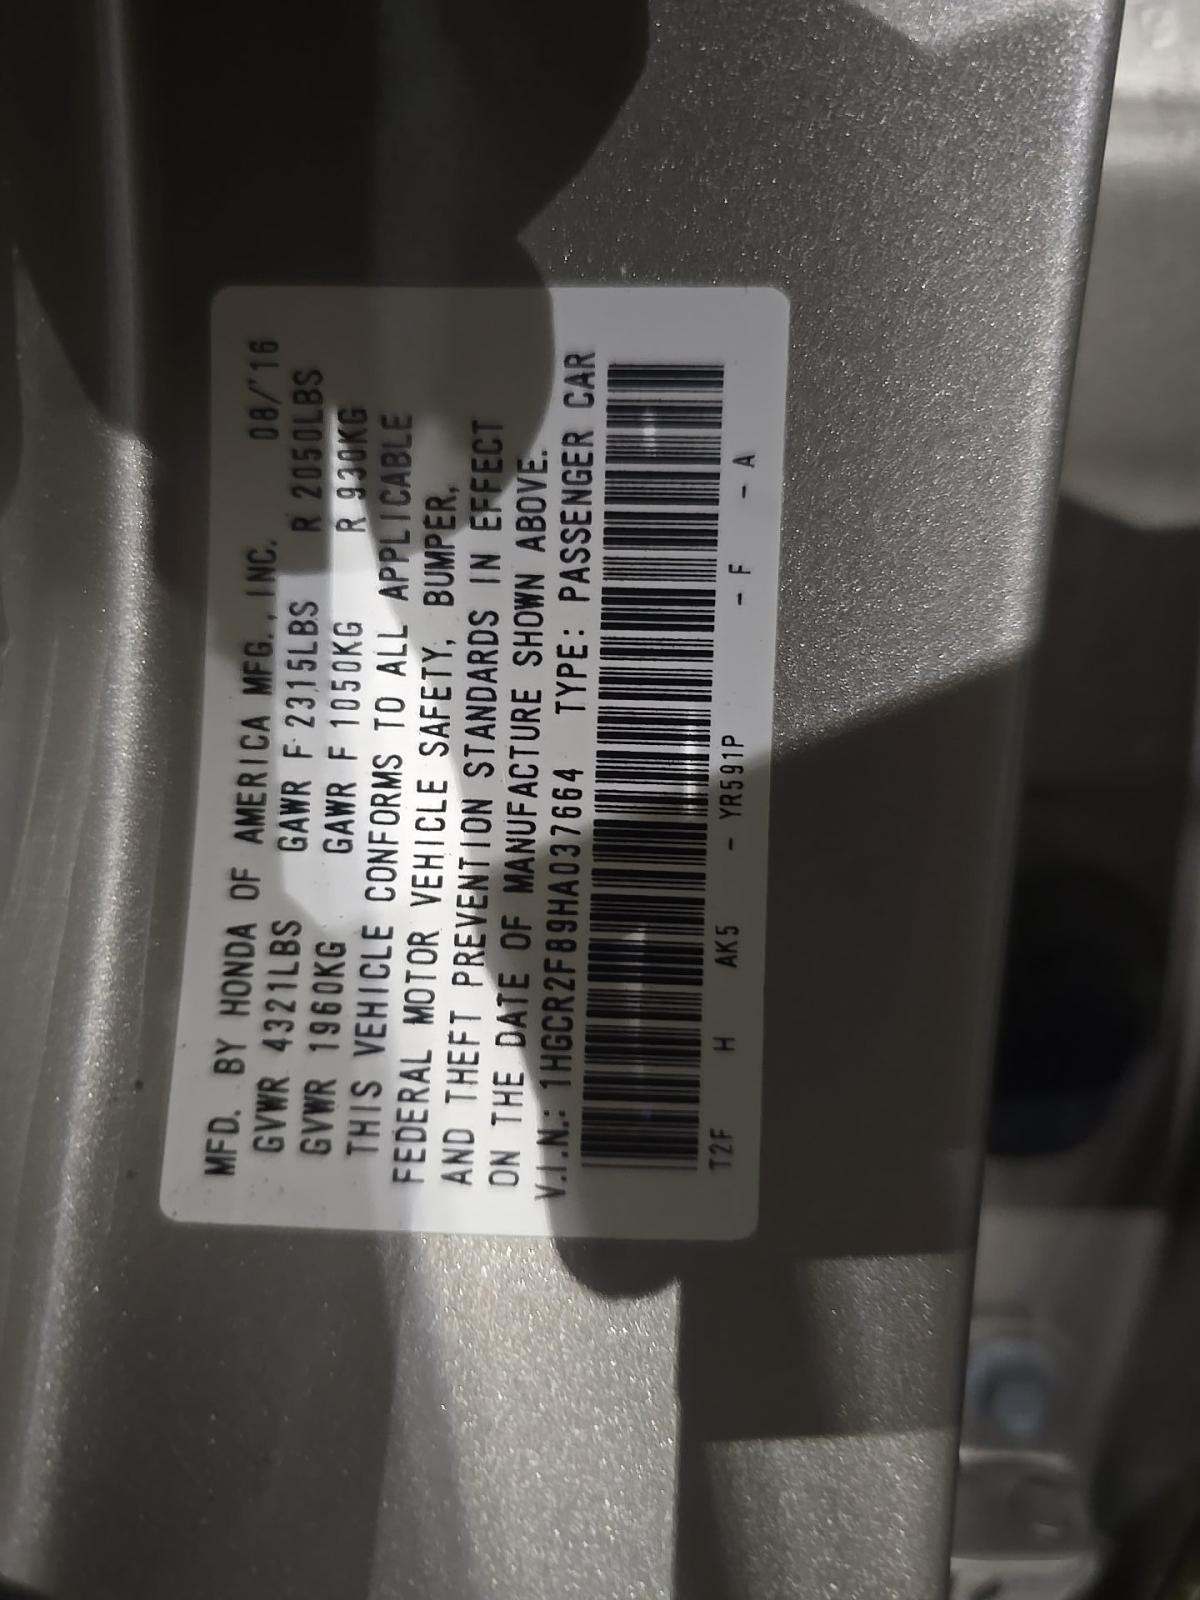 MFD. BY HONDA OF AMERICA MFG.,INC. 08/'16
GVWR 4321LBS GAWR F 2315LBS R 2050LBS
GVWR 1960KG GAWR F 1050KG R 930KG
THIS VEHICLE CONFORMS TO ALL APPLICABLE
FEDERAL MOTOR VEHICLE SAFETY, BUMPER,
AND THEFT PREVENTION STANDARDS IN EFFECT
ON THE DATE OF MANUFACTURE SHOWN ABOVE.
V.I.N.: 1HGCR2F89HA037664 TYPE: PASSENGER CAR
T2F H AK5 - YR591P - F - A